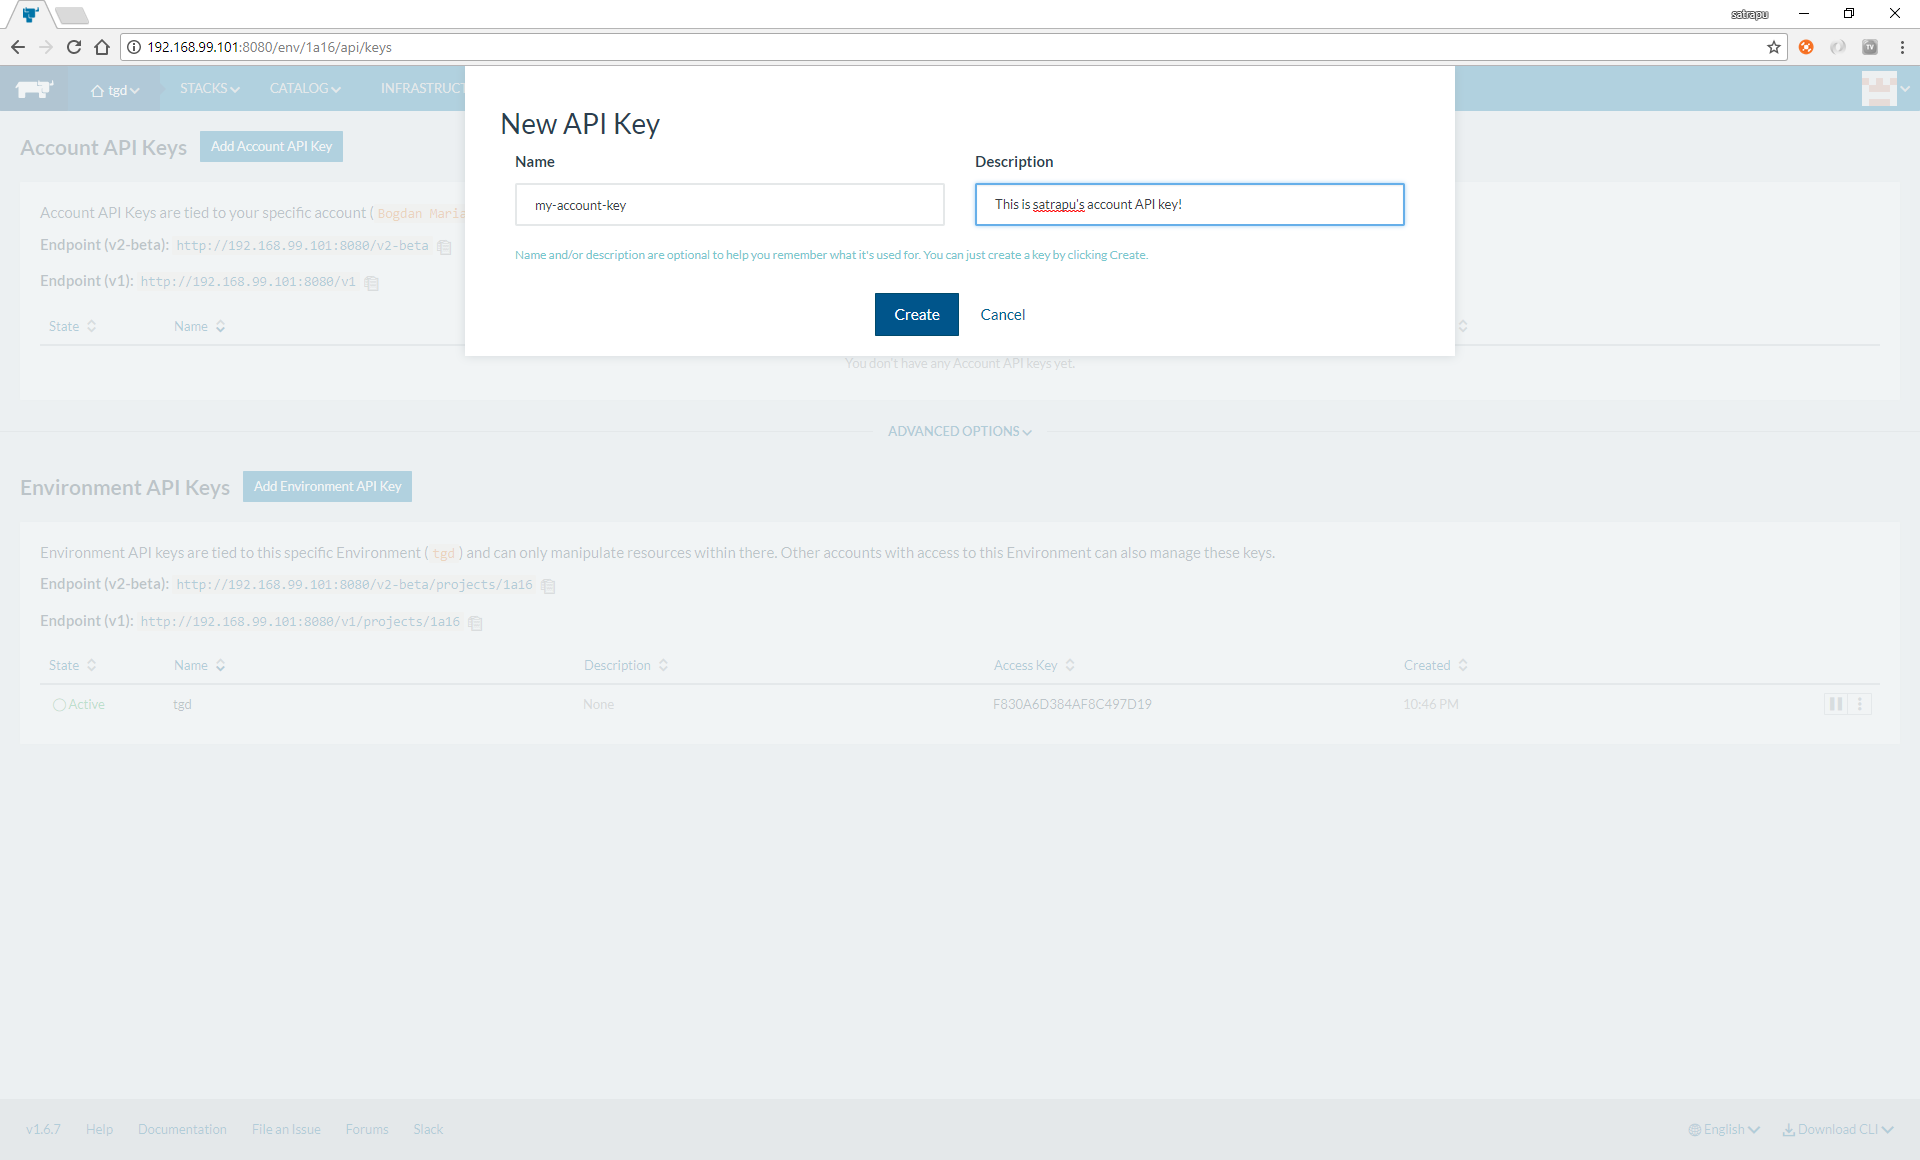 satrapu
192.168.99.101:8080/env/1a16/api/keys
tgd STACKS CATALOG INFRASTRUCT
New API Key
Account API Keys Add Account API Key
Name Description
my-account-key This is satrapu's account API key!
Account API Keys are tied to your specific account ( Bogdan Maria
Endpoint (v2-beta): http://192.168.99.101:8080/v2-beta
Name and/or description are optional to help you remember what it's used for. You can just create a key by clicking Create.
Endpoint (v1): http://192.168.99.101:8080/v1
Create Cancel
State Name
You don't have any Account API keys yet.
ADVANCED OPTIONS
Environment API Keys Add Environment API Key
Environment API keys are tied to this specific Environment ( tgd ) and can only manipulate resources within there. Other accounts with access to this Environment can also manage these keys.
Endpoint (v2-beta): http://192.168.99.101:8080/v2-beta/projects/1a16
Endpoint (v1): http://192.168.99.101:8080/v1/projects/1a16
State Name Description Access Key Created
Active tgd None F830A6D384AF8C497D19 10:46 PM
v1.6.7 Help Documentation File an Issue Forums Slack English Download CLI